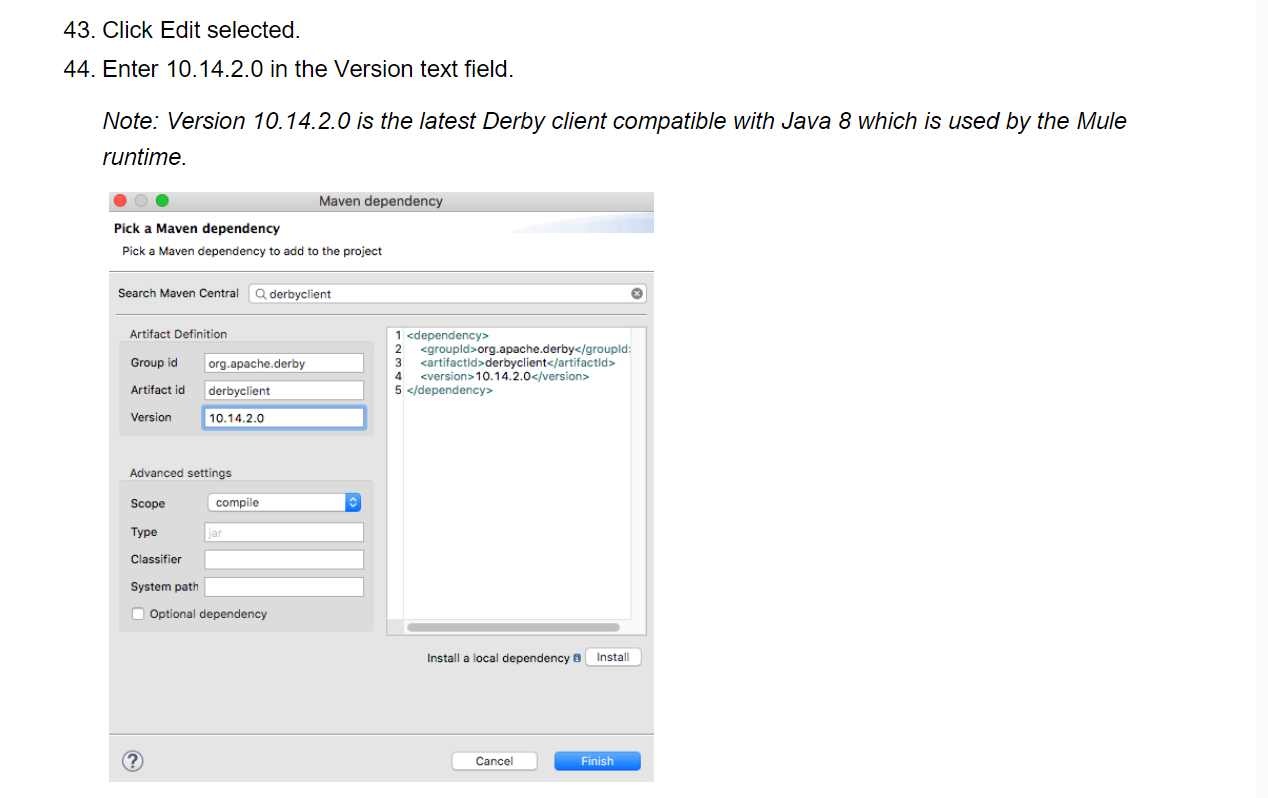 43. Click Edit selected.
44. Enter 10.14.2.0 in the Version text field.
Note: Version 10.14.2.0 is the latest Derby client compatible with Java 8 which is used by the Mule
runtime.
Maven dependency
Pick a Maven dependency
Pick a Maven dependency to add to the project
Search Maven Central derbyclient
Artifact Definition
Group id org.apache.derby
Artifact id derbyclient
Version 10.14.2.0
1 <dependency>
2 <groupId>org.apache.derby</groupId:
3 <artifactId>derbyclient</artifactId>
4 <version>10.14.2.0</version>
5 </dependency>
Advanced settings
Scope compile
Type jar
Classifier
System path
Optional dependency
Install a local dependency Install
? Cancel Finish